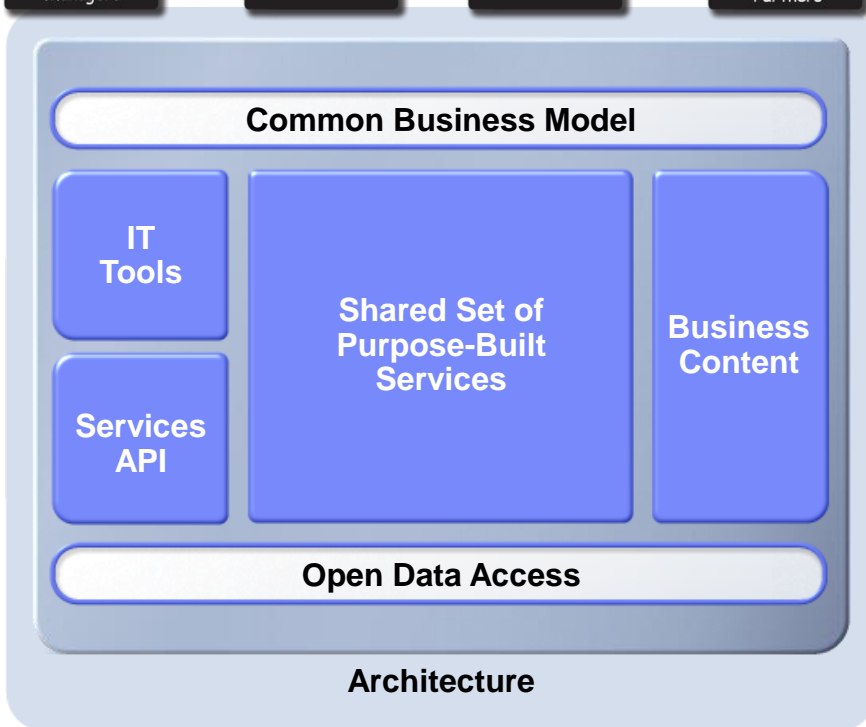 Common Business Model
IT
Tools
Shared Set of
Purpose-Built
Services
Business
Content
Services
API
Open Data Access
Architecture